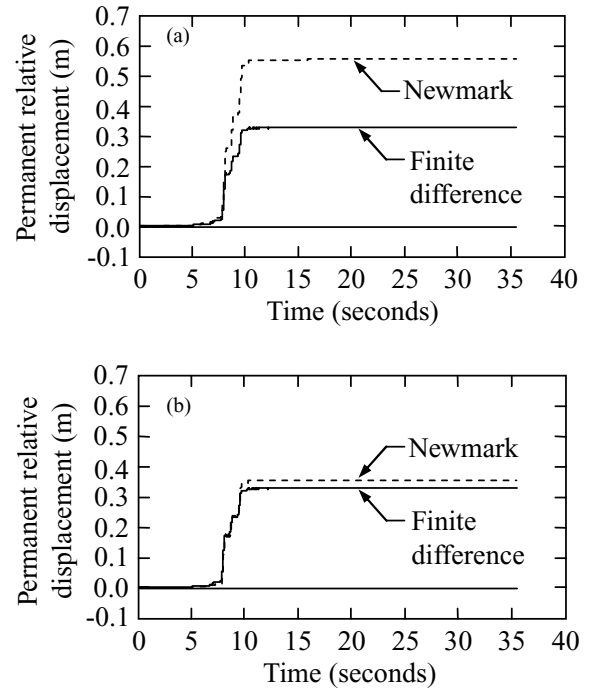 Permanent relative
displacement (m)
0.7
0.6
0.5
0.4
0.3
0.2
0.1
0.0
-0.1
(a)
Newmark
Finite
difference
0 5 10 15 20 25 30 35 40
Time (seconds)
Permanent relative
displacement (m)
0.7
0.6
0.5
0.4
0.3
0.2
0.1
0.0
-0.1
(b)
Newmark
Finite
difference
0 5 10 15 20 25 30 35 40
Time (seconds)